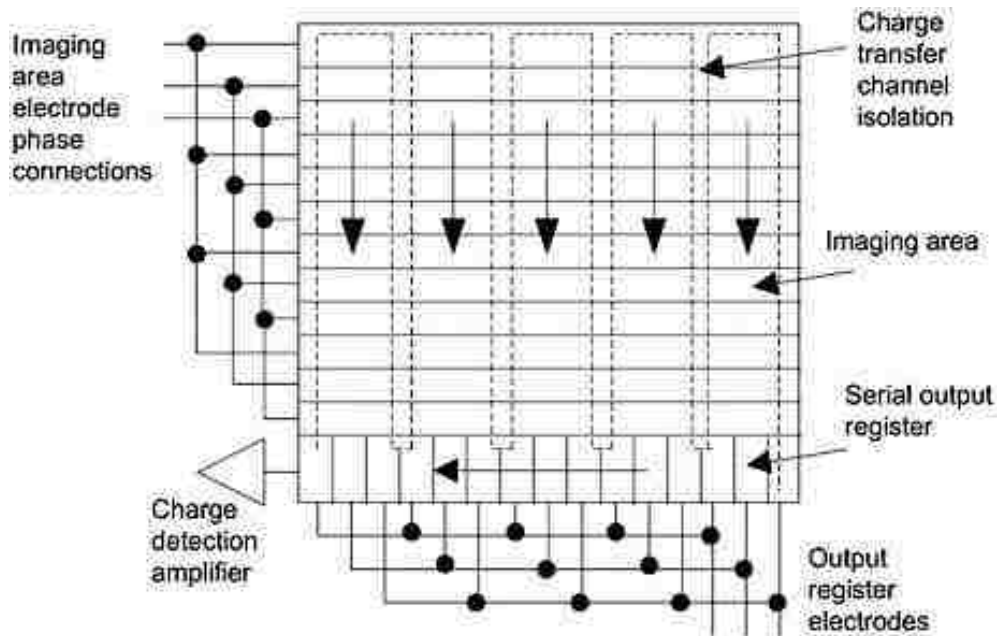 Imaging
area
electrode
phase
connections
Charge
transfer
channel
isolation
Imaging area
Serial output
register
Charge
detection
amplifier
Output
register
electrodes